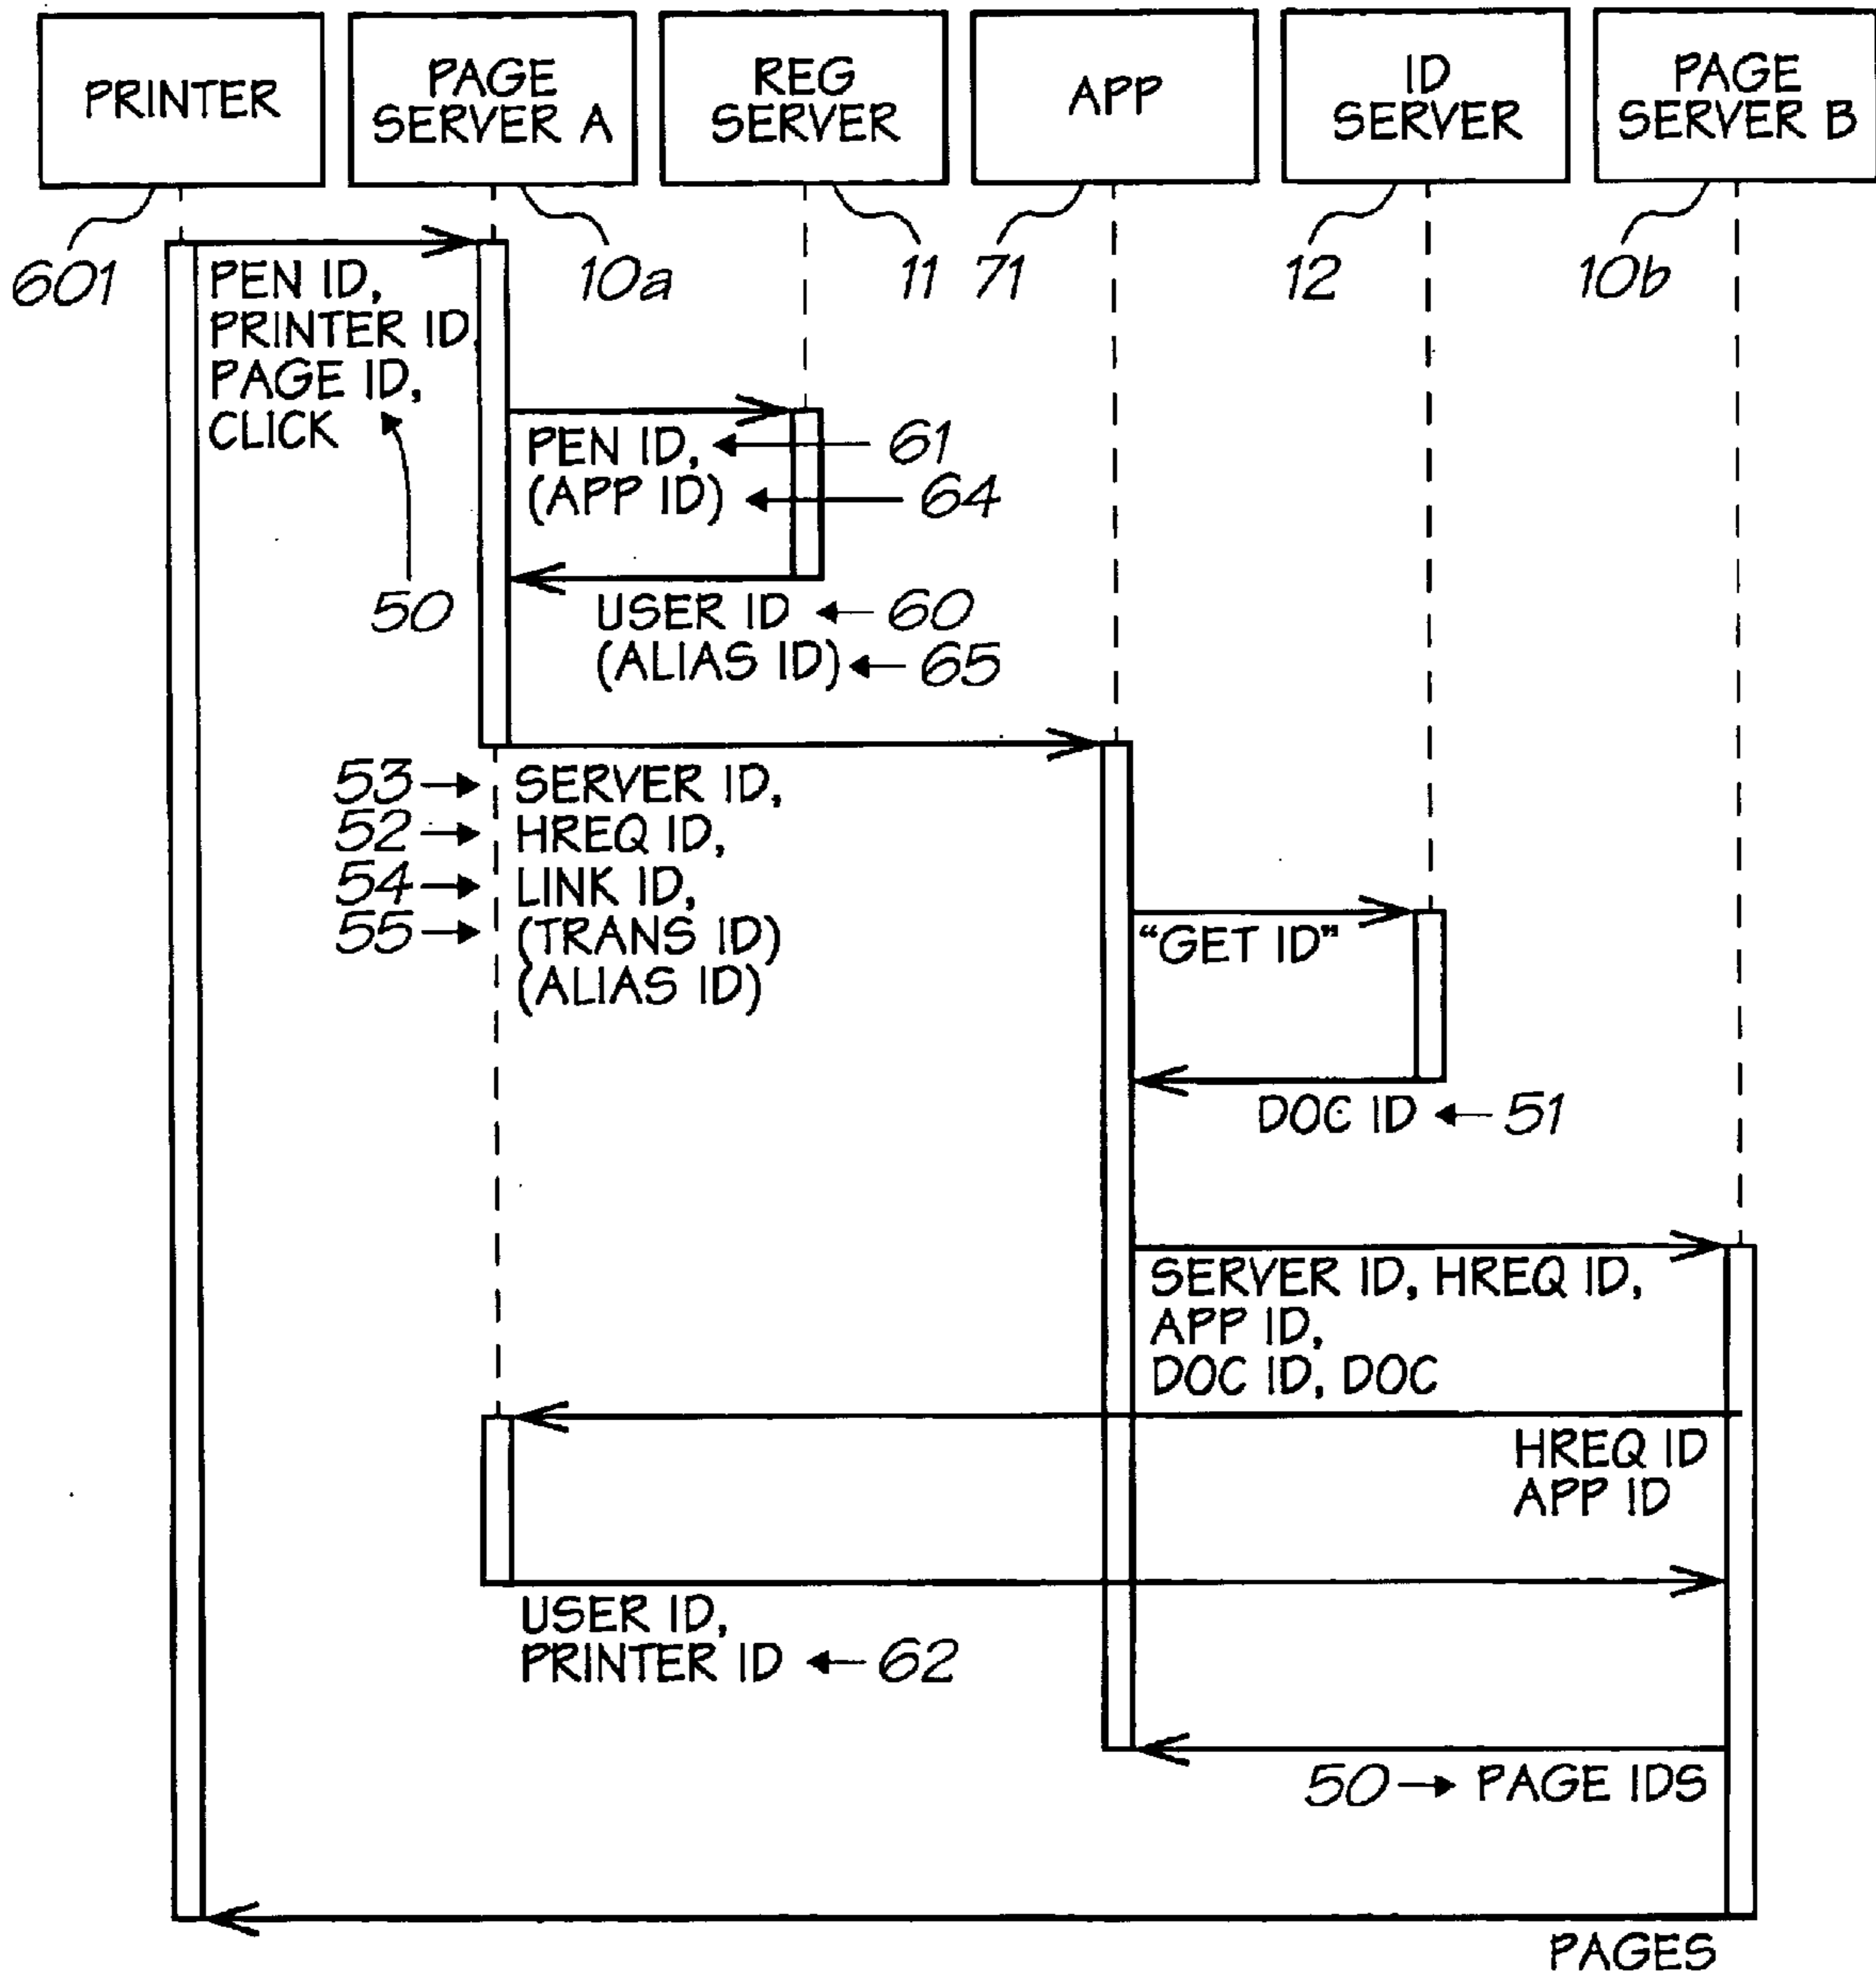 PRINTER
PAGE
SERVER A
REG
SERVER
APP
ID
SERVER
PAGE
SERVER B
601
10a
11
71
12
10b
PEN ID,
PRINTER ID,
PAGE ID,
CLICK
50
PEN ID,
61
(APP ID)
64
USER ID
60
(ALIAS ID)
65
53
SERVER ID,
52
HREQ ID,
54
LINK ID,
55
(TRANS ID)
(ALIAS ID)
"GET ID"
DOC ID
51
SERVER ID, HREQ ID,
APP ID,
DOC ID, DOC
HREQ ID
APP ID
USER ID,
PRINTER ID
62
50
PAGE IDS
PAGES